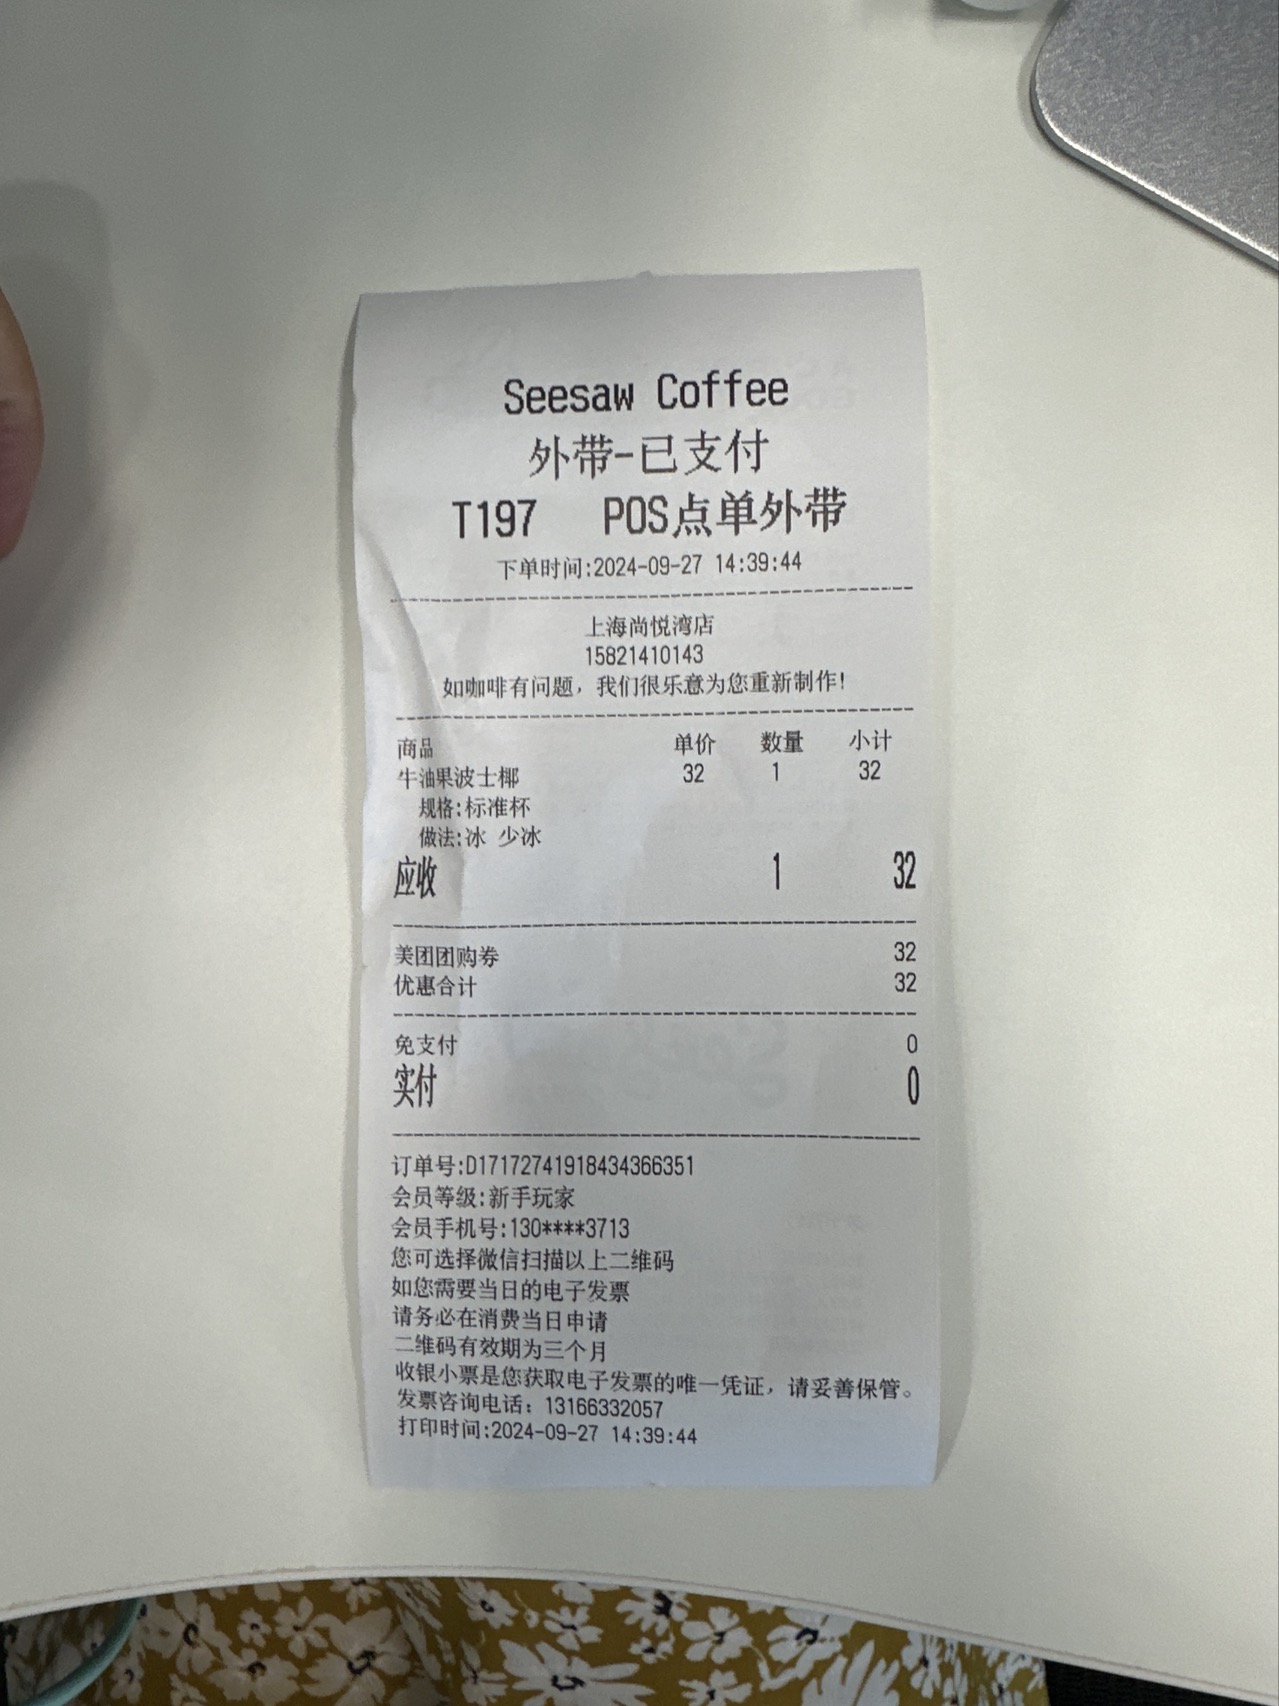 Seesaw Coffee
外带-已支付
T197 POS点单外带
下单时间:2024-09-27 14:39:44
上海尚悦湾店
15821410143
如咖啡有问题，我们很乐意为您重新制作!
商品 单价 数量 小计
牛油果波士椰 32 1 32
规格:标准杯
做法:冰 少冰
应收 1 32
美团团购券 32
优惠合计 32
免支付 0
实付 0
订单号:D17172741918434366351
会员等级:新手玩家
会员手机号:130****3713
您可选择微信扫描以上二维码
如您需要当日的电子发票
请务必在消费当日申请
二维码有效期为三个月
收银小票是您获取电子发票的唯一凭证，请妥善保管。
发票咨询电话：13166332057
打印时间:2024-09-27 14:39:44